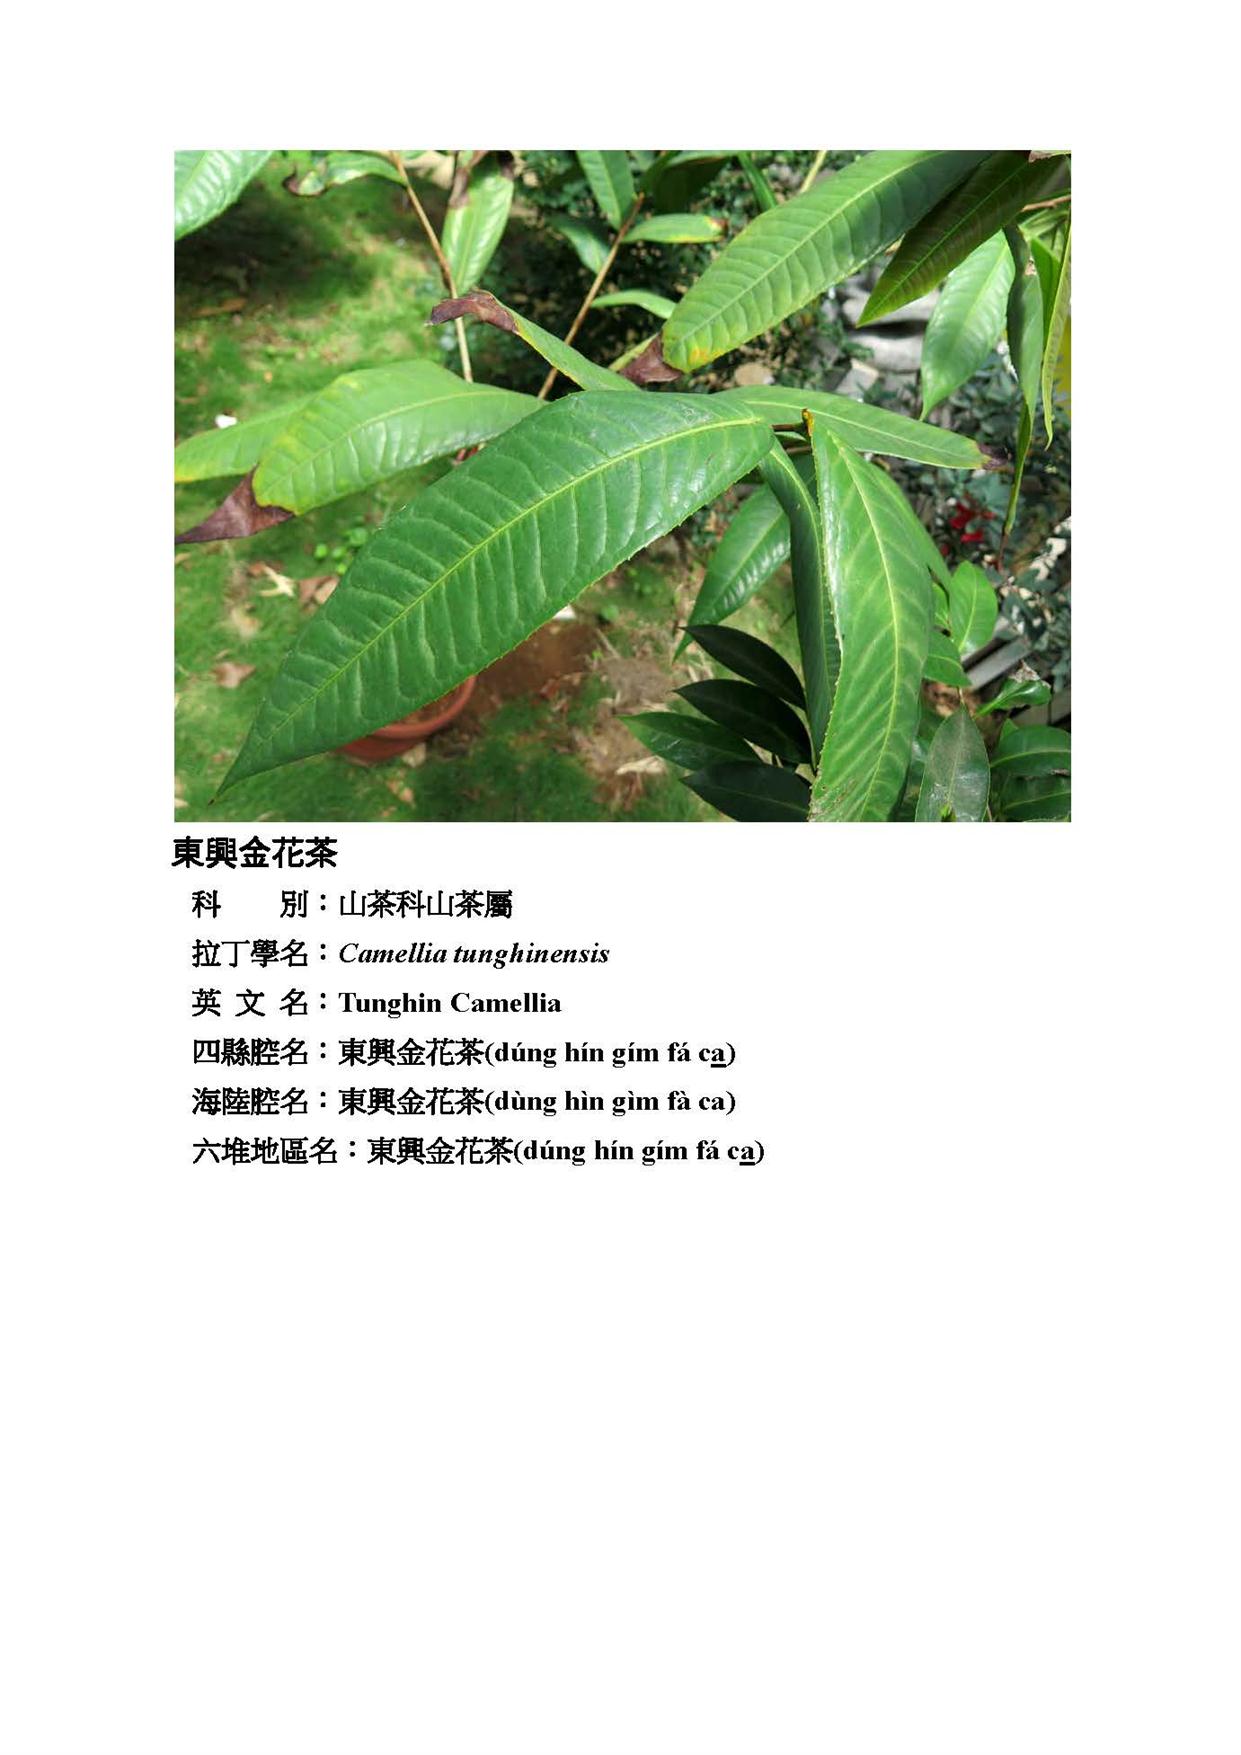 東興金花茶
科　　別：山茶科山茶屬
拉丁學名：Camellia tunghinensis
英 文 名：Tunghin Camellia
四縣腔名：東興金花茶(dúng hín gím fá ca)
海陸腔名：東興金花茶(dùng hìn gìm fà ca)
六堆地區名：東興金花茶(dúng hín gím fá ca)